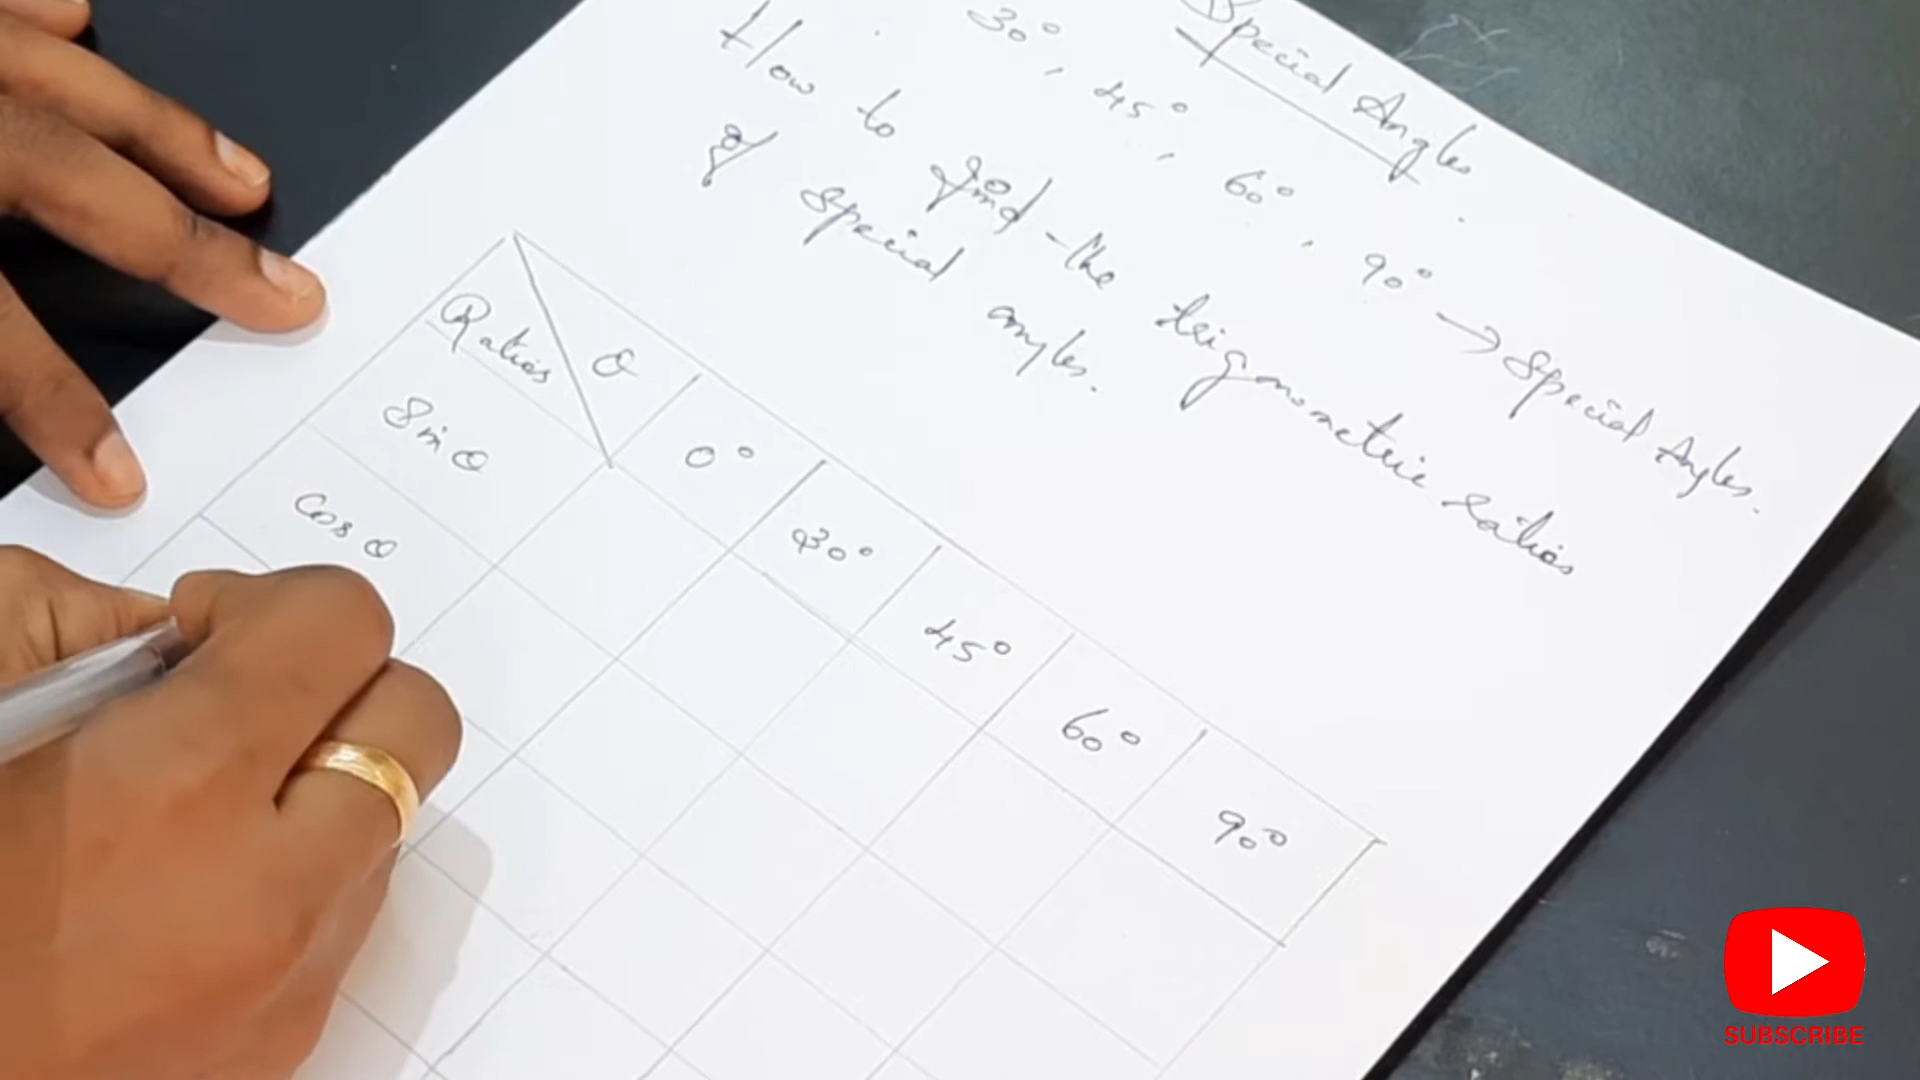 Special Angles
30°, 45°, 60°, 90° → Special Angles.
How to find the trigonometric ratios
of special angles.
Ratios θ 0° 30° 45° 60° 90°
Sin θ
Cos θ
SUBSCRIBE